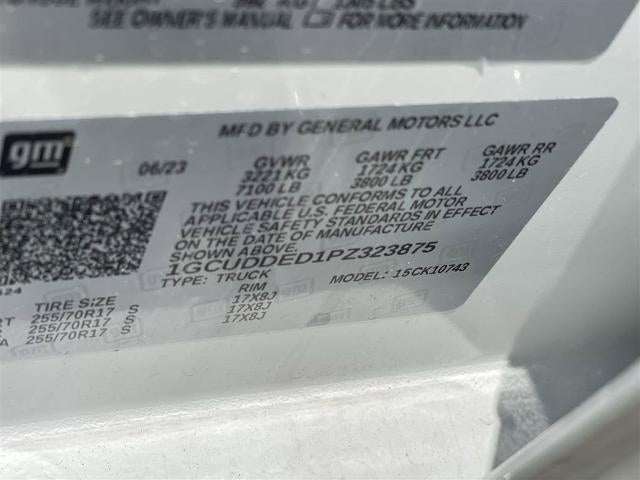 SEE OWNER'S MANUAL FOR MORE INFORMATION
MFD BY GENERAL MOTORS LLC
gm
06/23 GVWR GAWR FRT GAWR RR
3221 KG 1724 KG 1724 KG
7100 LB 3800 LB 3800 LB
THIS VEHICLE CONFORMS TO ALL
APPLICABLE U.S. FEDERAL MOTOR
VEHICLE SAFETY STANDARDS IN EFFECT
ON THE DATE OF MANUFACTURE
SHOWN ABOVE
1GCUDDED1PZ323875
TYPE: TRUCK MODEL: 15CK10743
TIRE SIZE RIM
255/70R17 S 17X8J
255/70R17 S 17X8J
255/70R17 S 17X8J